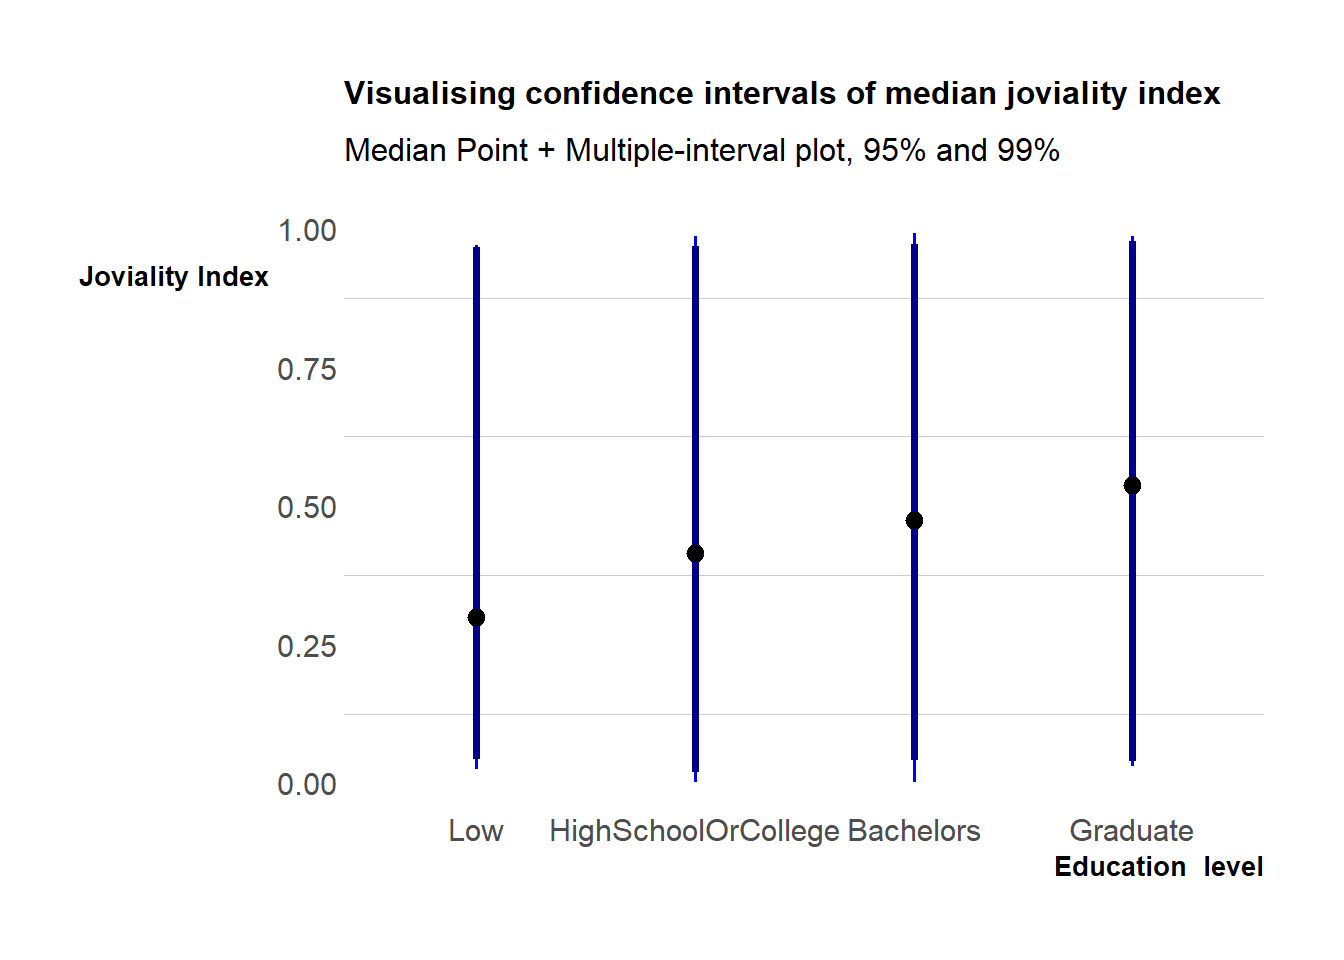 Visualising confidence intervals of median joviality index
Median Point + Multiple-interval plot, 95% and 99%
1.00
Joviality Index
0.75
0.50
0.25
0.00
Low HighSchoolOrCollege Bachelors Graduate
Education  level